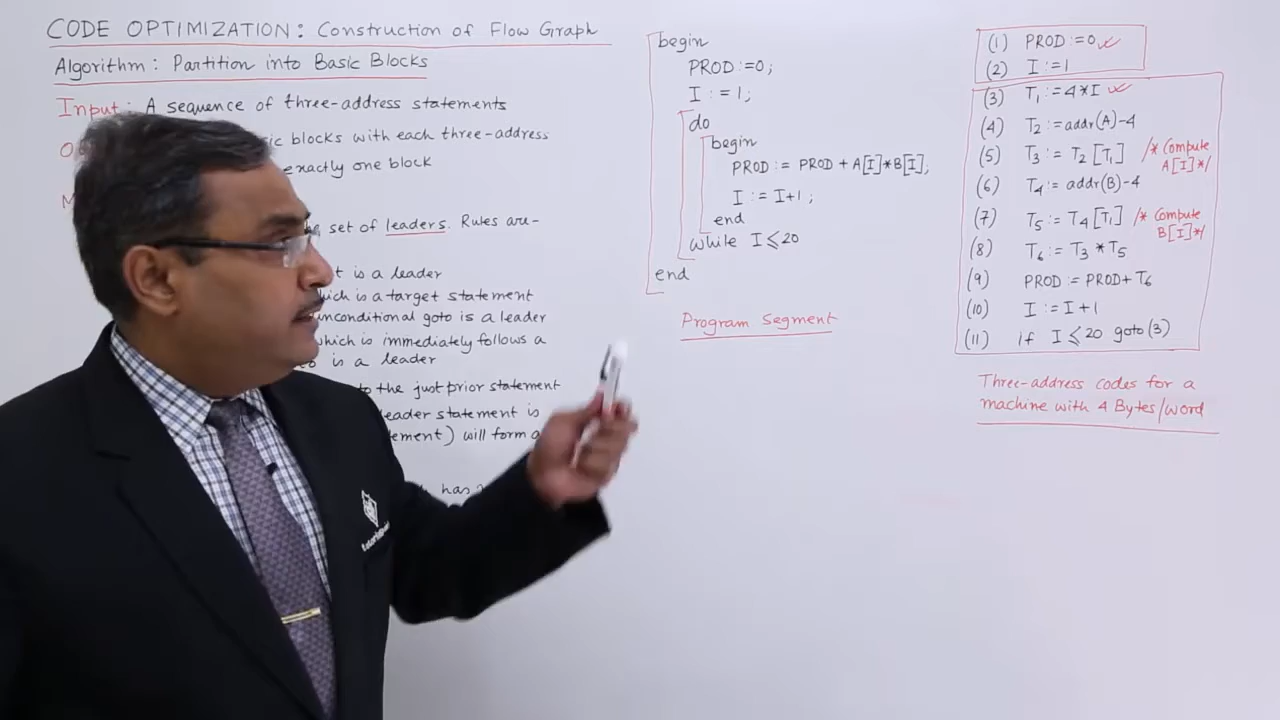 CODE OPTIMIZATION: Construction of Flow Graph
Algorithm: Partition into Basic Blocks
Input: A sequence of three-address statements
basic blocks with each three-address
exactly one block
set of leaders. Rules are-
is a leader
which is a target statement
unconditional goto is a leader
which is immediately follows a
is a leader
to the just prior statement
leader statement is
will form a
has
begin
PROD:=0;
I:=1;
do
begin
PROD:= PROD + A[I]*B[I];
I:= I+1;
end
while I≤20
end
Program Segment
(1) PROD:=0
(2) I:=1
(3) T₁:=4*I
(4) T₂:=addr(A)-4
(5) T₃:=T₂[T₁] /* Compute A[I]*/
(6) T₄:=addr(B)-4
(7) T₅:=T₄[T₁] /* Compute B[I]*/
(8) T₆:=T₃*T₅
(9) PROD:=PROD+T₆
(10) I:=I+1
(11) if I≤20 goto(3)
Three-address codes for a
machine with 4 Bytes/word